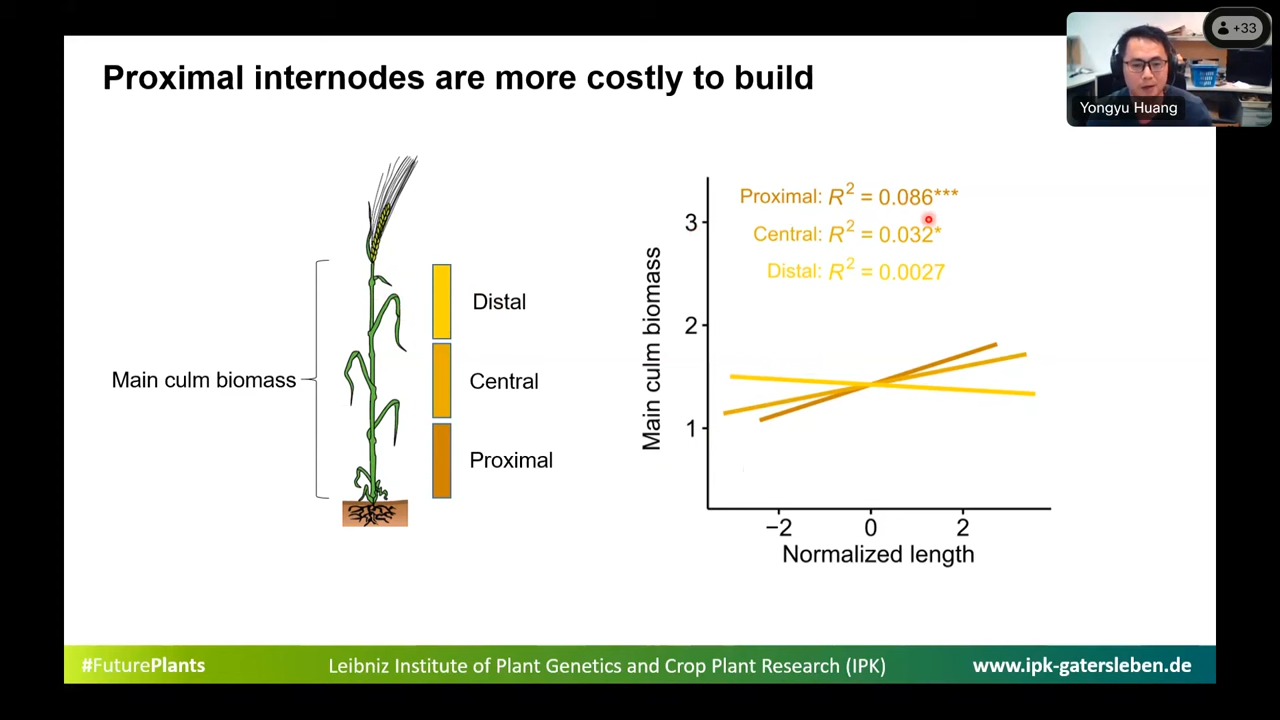 +33
Yongyu Huang
Proximal internodes are more costly to build
Main culm biomass
Distal
Central
Proximal
Proximal: R² = 0.086***
Central: R² = 0.032*
Distal: R² = 0.0027
Main culm biomass
3
2
1
−2 0 2
Normalized length
#FuturePlants Leibniz Institute of Plant Genetics and Crop Plant Research (IPK) www.ipk-gatersleben.de